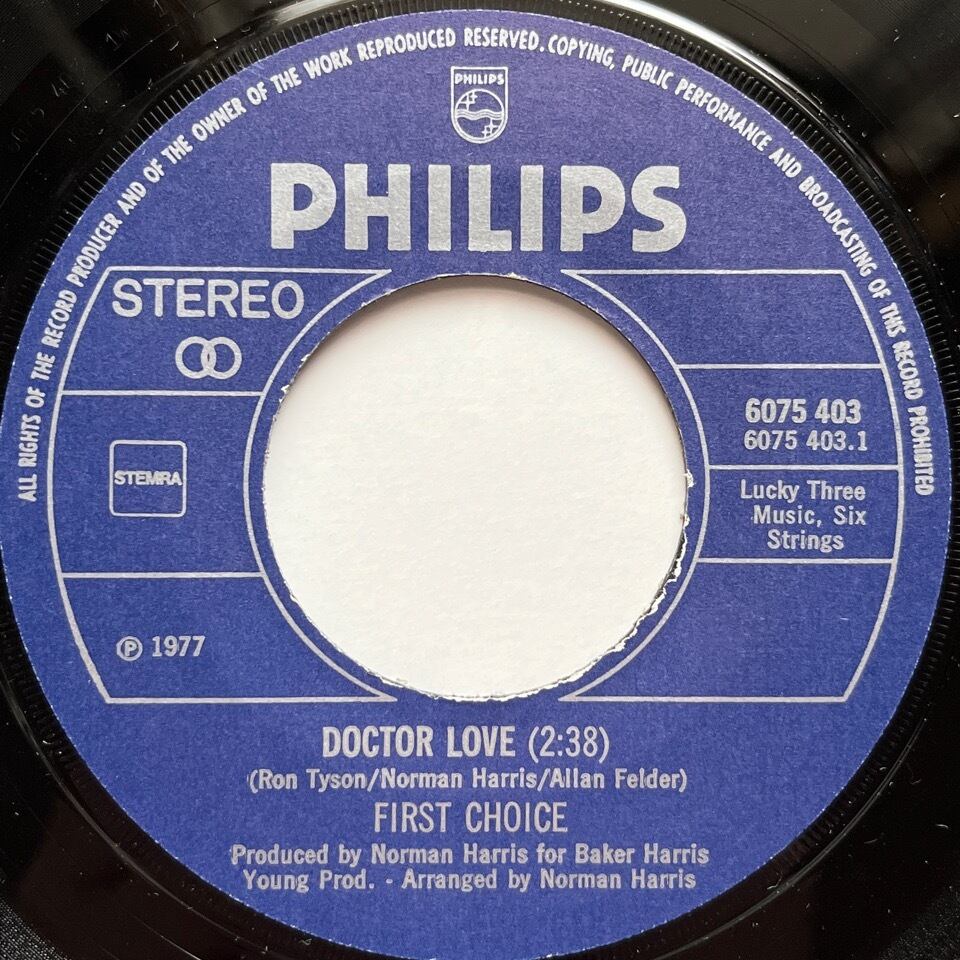 ALL RIGHTS OF THE RECORD PRODUCER AND OF THE OWNER OF THE WORK REPRODUCED RESERVED. COPYING, PUBLIC PERFORMANCE AND BROADCASTING OF THIS RECORD PROHIBITED
PHILIPS
PHILIPS
STEREO
STEMRA
℗ 1977
6075 403
6075 403.1
Lucky Three
Music, Six
Strings
DOCTOR LOVE (2:38)
(Ron Tyson/Norman Harris/Allan Felder)
FIRST CHOICE
Produced by Norman Harris for Baker Harris
Young Prod. - Arranged by Norman Harris